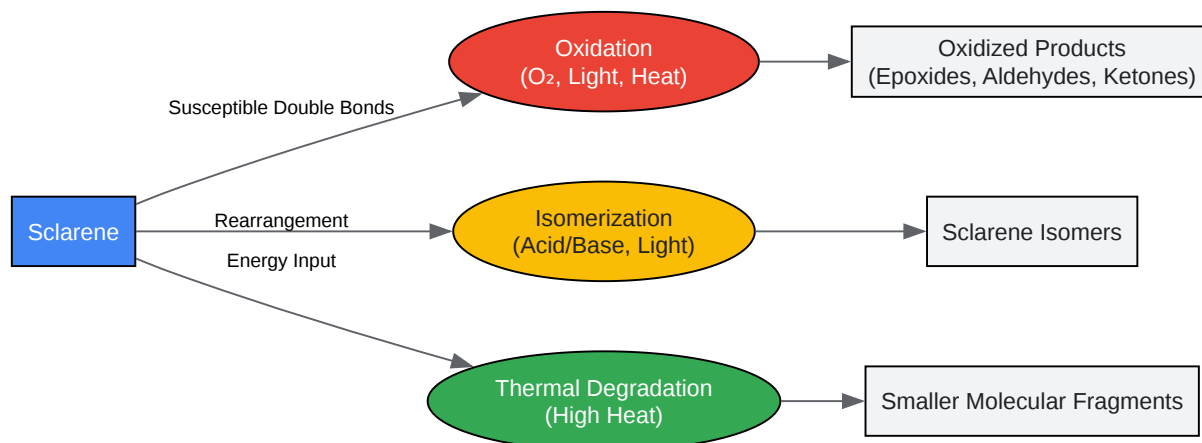 Oxidation
(O₂, Light, Heat)
Oxidized Products
(Epoxides, Aldehydes, Ketones)
Susceptible Double Bonds
Sclarene
Rearrangement
Isomerization
(Acid/Base, Light)
Sclarene Isomers
Energy Input
Thermal Degradation
(High Heat)
Smaller Molecular Fragments